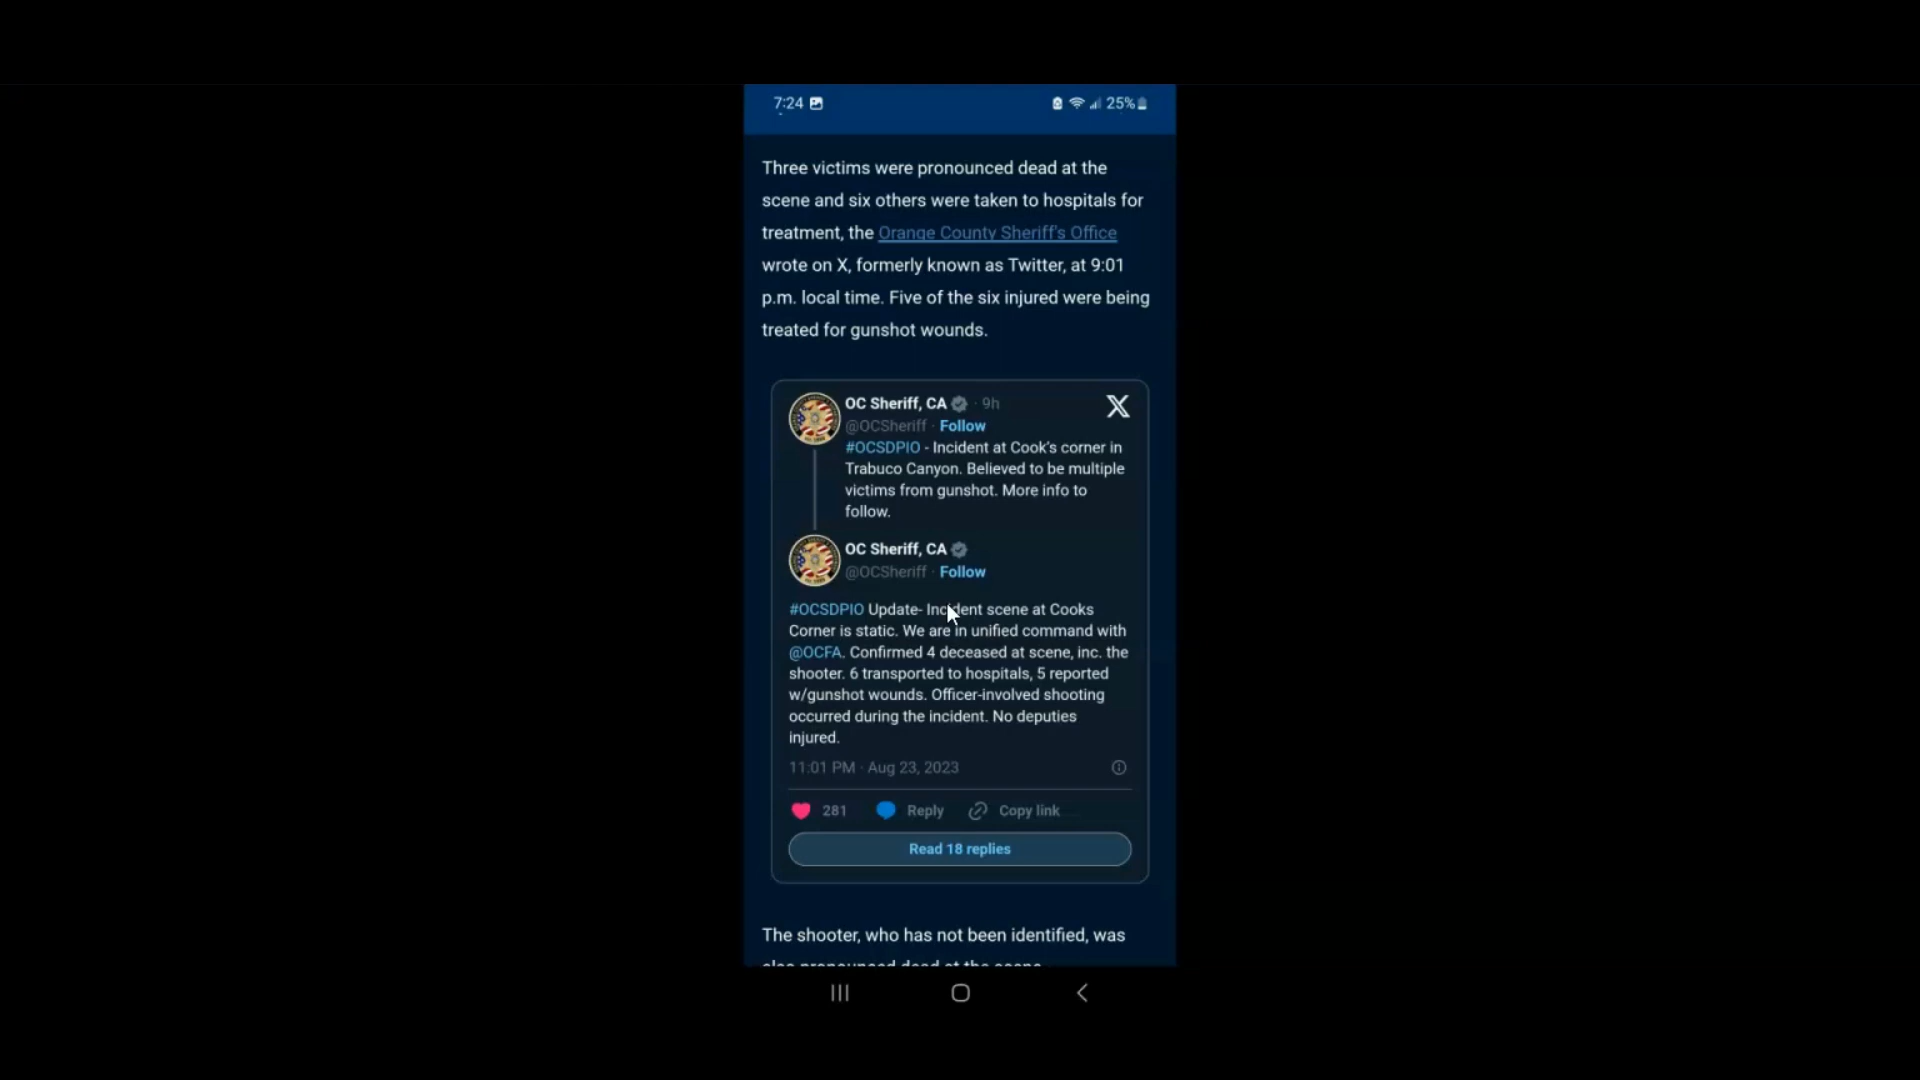 7:24 25%
Three victims were pronounced dead at the
scene and six others were taken to hospitals for
treatment, the Orange County Sheriff's Office
wrote on X, formerly known as Twitter, at 9:01
p.m. local time. Five of the six injured were being
treated for gunshot wounds.
OC Sheriff, CA · 9h
@OCSheriff · Follow
#OCSDPIO - Incident at Cook's corner in
Trabuco Canyon. Believed to be multiple
victims from gunshot. More info to
follow.
OC Sheriff, CA
@OCSheriff · Follow
#OCSDPIO Update- Incident scene at Cooks
Corner is static. We are in unified command with
@OCFA. Confirmed 4 deceased at scene, inc. the
shooter. 6 transported to hospitals, 5 reported
w/gunshot wounds. Officer-involved shooting
occurred during the incident. No deputies
injured.
11:01 PM · Aug 23, 2023
281 Reply Copy link
Read 18 replies
The shooter, who has not been identified, was
also pronounced dead at the scene